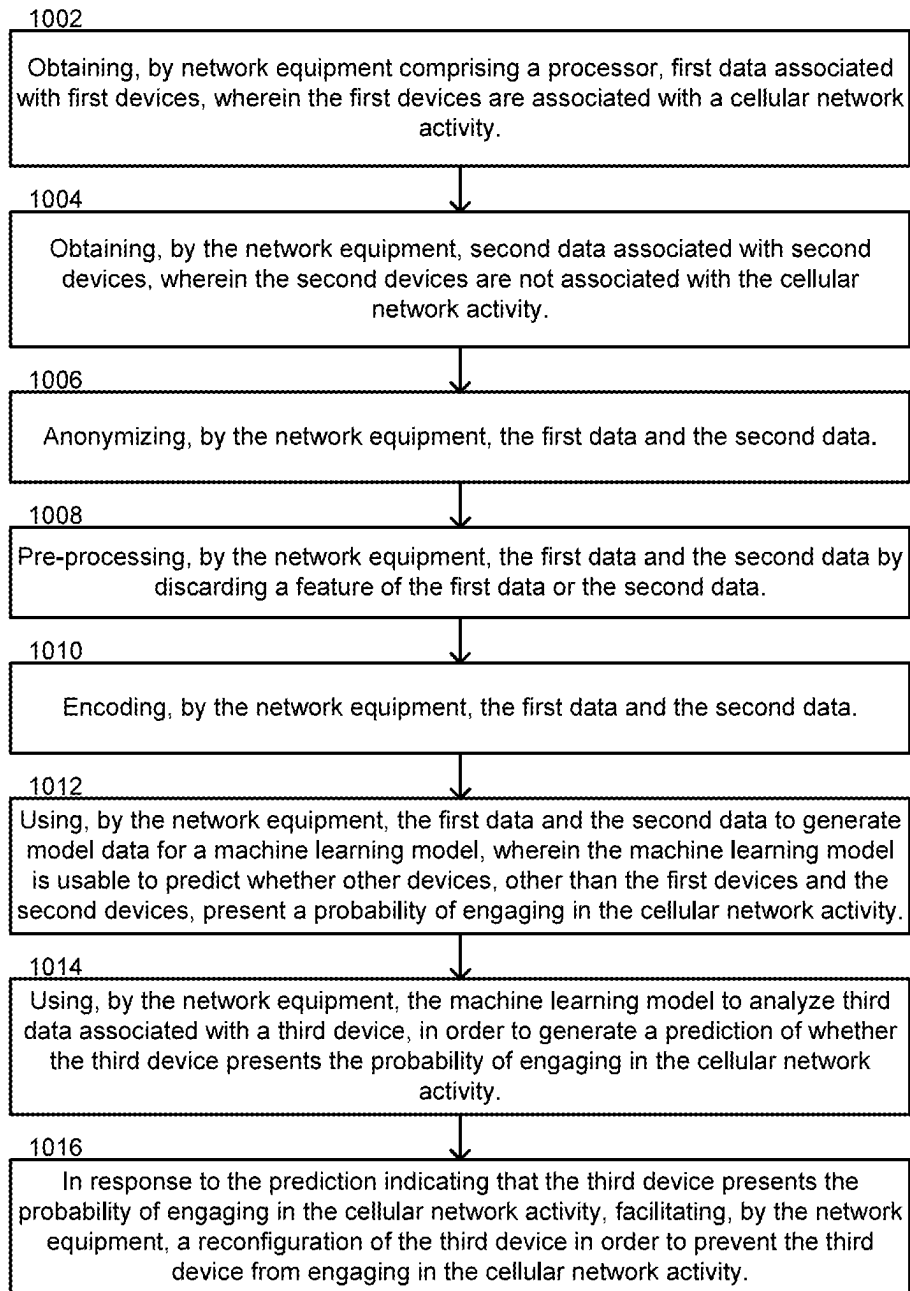 1002
Obtaining, by network equipment comprising a processor, first data associated
with first devices, wherein the first devices are associated with a cellular network
activity.
1004
Obtaining, by the network equipment, second data associated with second
devices, wherein the second devices are not associated with the cellular
network activity.
1006
Anonymizing, by the network equipment, the first data and the second data.
1008
Pre-processing, by the network equipment, the first data and the second data by
discarding a feature of the first data or the second data.
1010
Encoding, by the network equipment, the first data and the second data.
1012
Using, by the network equipment, the first data and the second data to generate
model data for a machine learning model, wherein the machine learning model
is usable to predict whether other devices, other than the first devices and the
second devices, present a probability of engaging in the cellular network activity.
1014
Using, by the network equipment, the machine learning model to analyze third
data associated with a third device, in order to generate a prediction of whether
the third device presents the probability of engaging in the cellular network
activity.
1016
In response to the prediction indicating that the third device presents the
probability of engaging in the cellular network activity, facilitating, by the network
equipment, a reconfiguration of the third device in order to prevent the third
device from engaging in the cellular network activity.